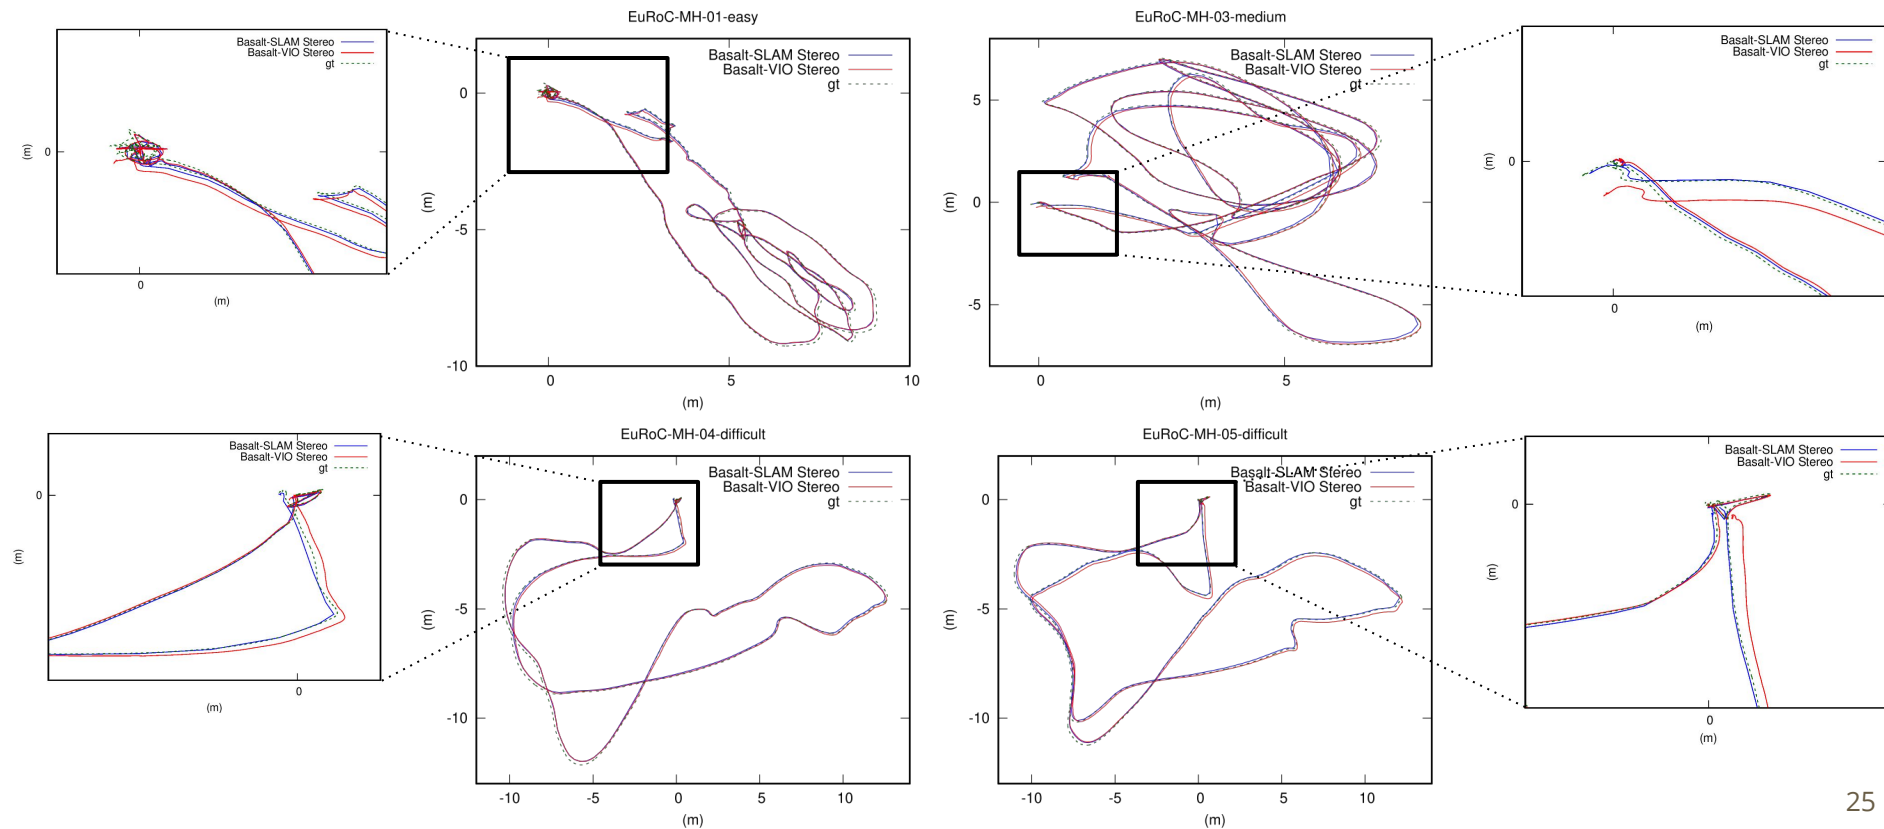 EuRoC-MH-01-easy
EuRoC-MH-03-medium
Basalt-SLAM Stereo
Basalt-VIO Stereo
gt
0
(m)
0
(m)
Basalt-SLAM Stereo
Basalt-VIO Stereo
gt
0
-5
-10
(m)
0
5
10
(m)
Basalt-SLAM Stereo
Basalt-VIO Stereo
gt
5
0
-5
(m)
0
5
(m)
Basalt-SLAM Stereo
Basalt-VIO Stereo
gt
0
(m)
0
(m)
EuRoC-MH-04-difficult
EuRoC-MH-05-difficult
Basalt-SLAM Stereo
Basalt-VIO Stereo
gt
0
(m)
0
(m)
Basalt-SLAM Stereo
Basalt-VIO Stereo
gt
0
-5
-10
(m)
-10
-5
0
5
10
(m)
Basalt-SLAM Stereo
Basalt-VIO Stereo
gt
0
-5
-10
(m)
-10
-5
0
5
10
(m)
Basalt-SLAM Stereo
Basalt-VIO Stereo
gt
0
(m)
0
(m)
25